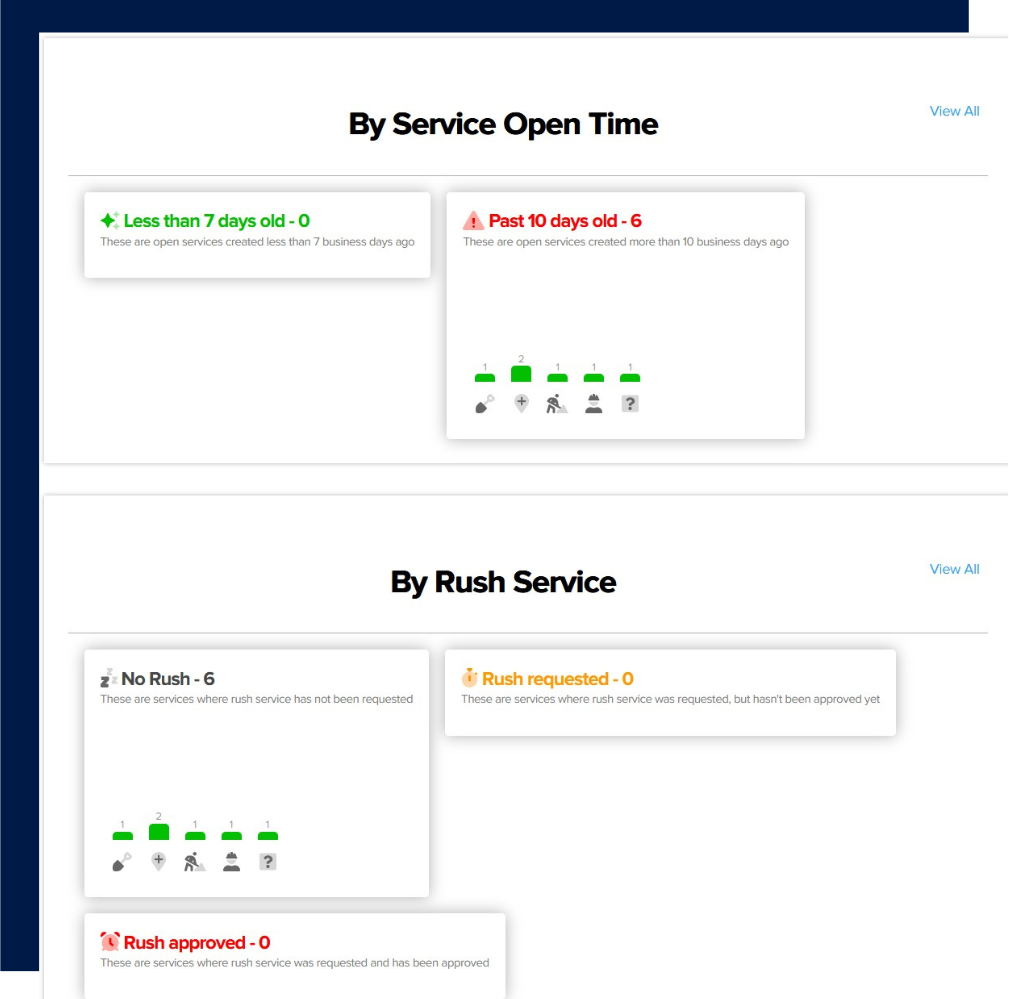 By Service Open Time
View All
Less than 7 days old - 0
These are open services created less than 7 business days ago
Past 10 days old - 6
These are open services created more than 10 business days ago
1 2 1 1 1
?
By Rush Service
View All
No Rush - 6
These are services where rush service has not been requested
1 2 1 1 1
?
Rush requested - 0
These are services where rush service was requested, but hasn't been approved yet
Rush approved - 0
These are services where rush service was requested and has been approved